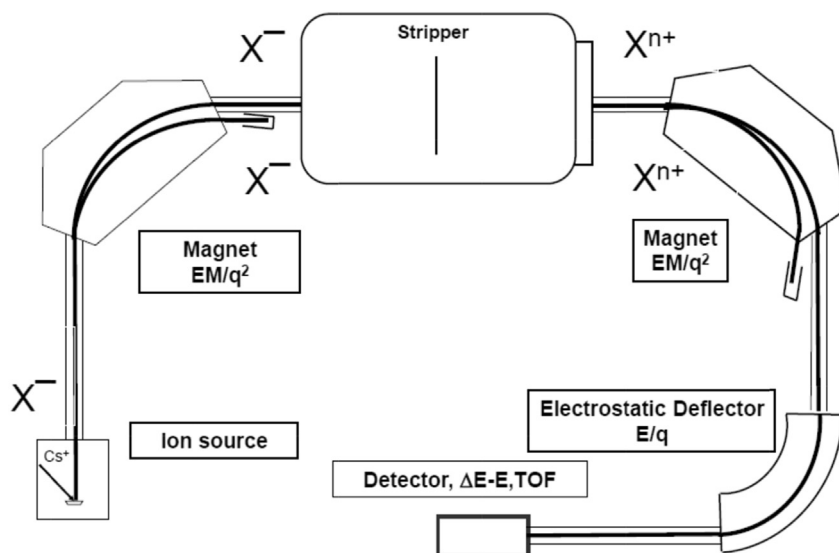 X⁻
Stripper
Xⁿ⁺
X⁻
Xⁿ⁺
Magnet
EM/q²
Magnet
EM/q²
X⁻
Electrostatic Deflector
E/q
Ion source
Cs⁺
Detector, ΔE-E,TOF